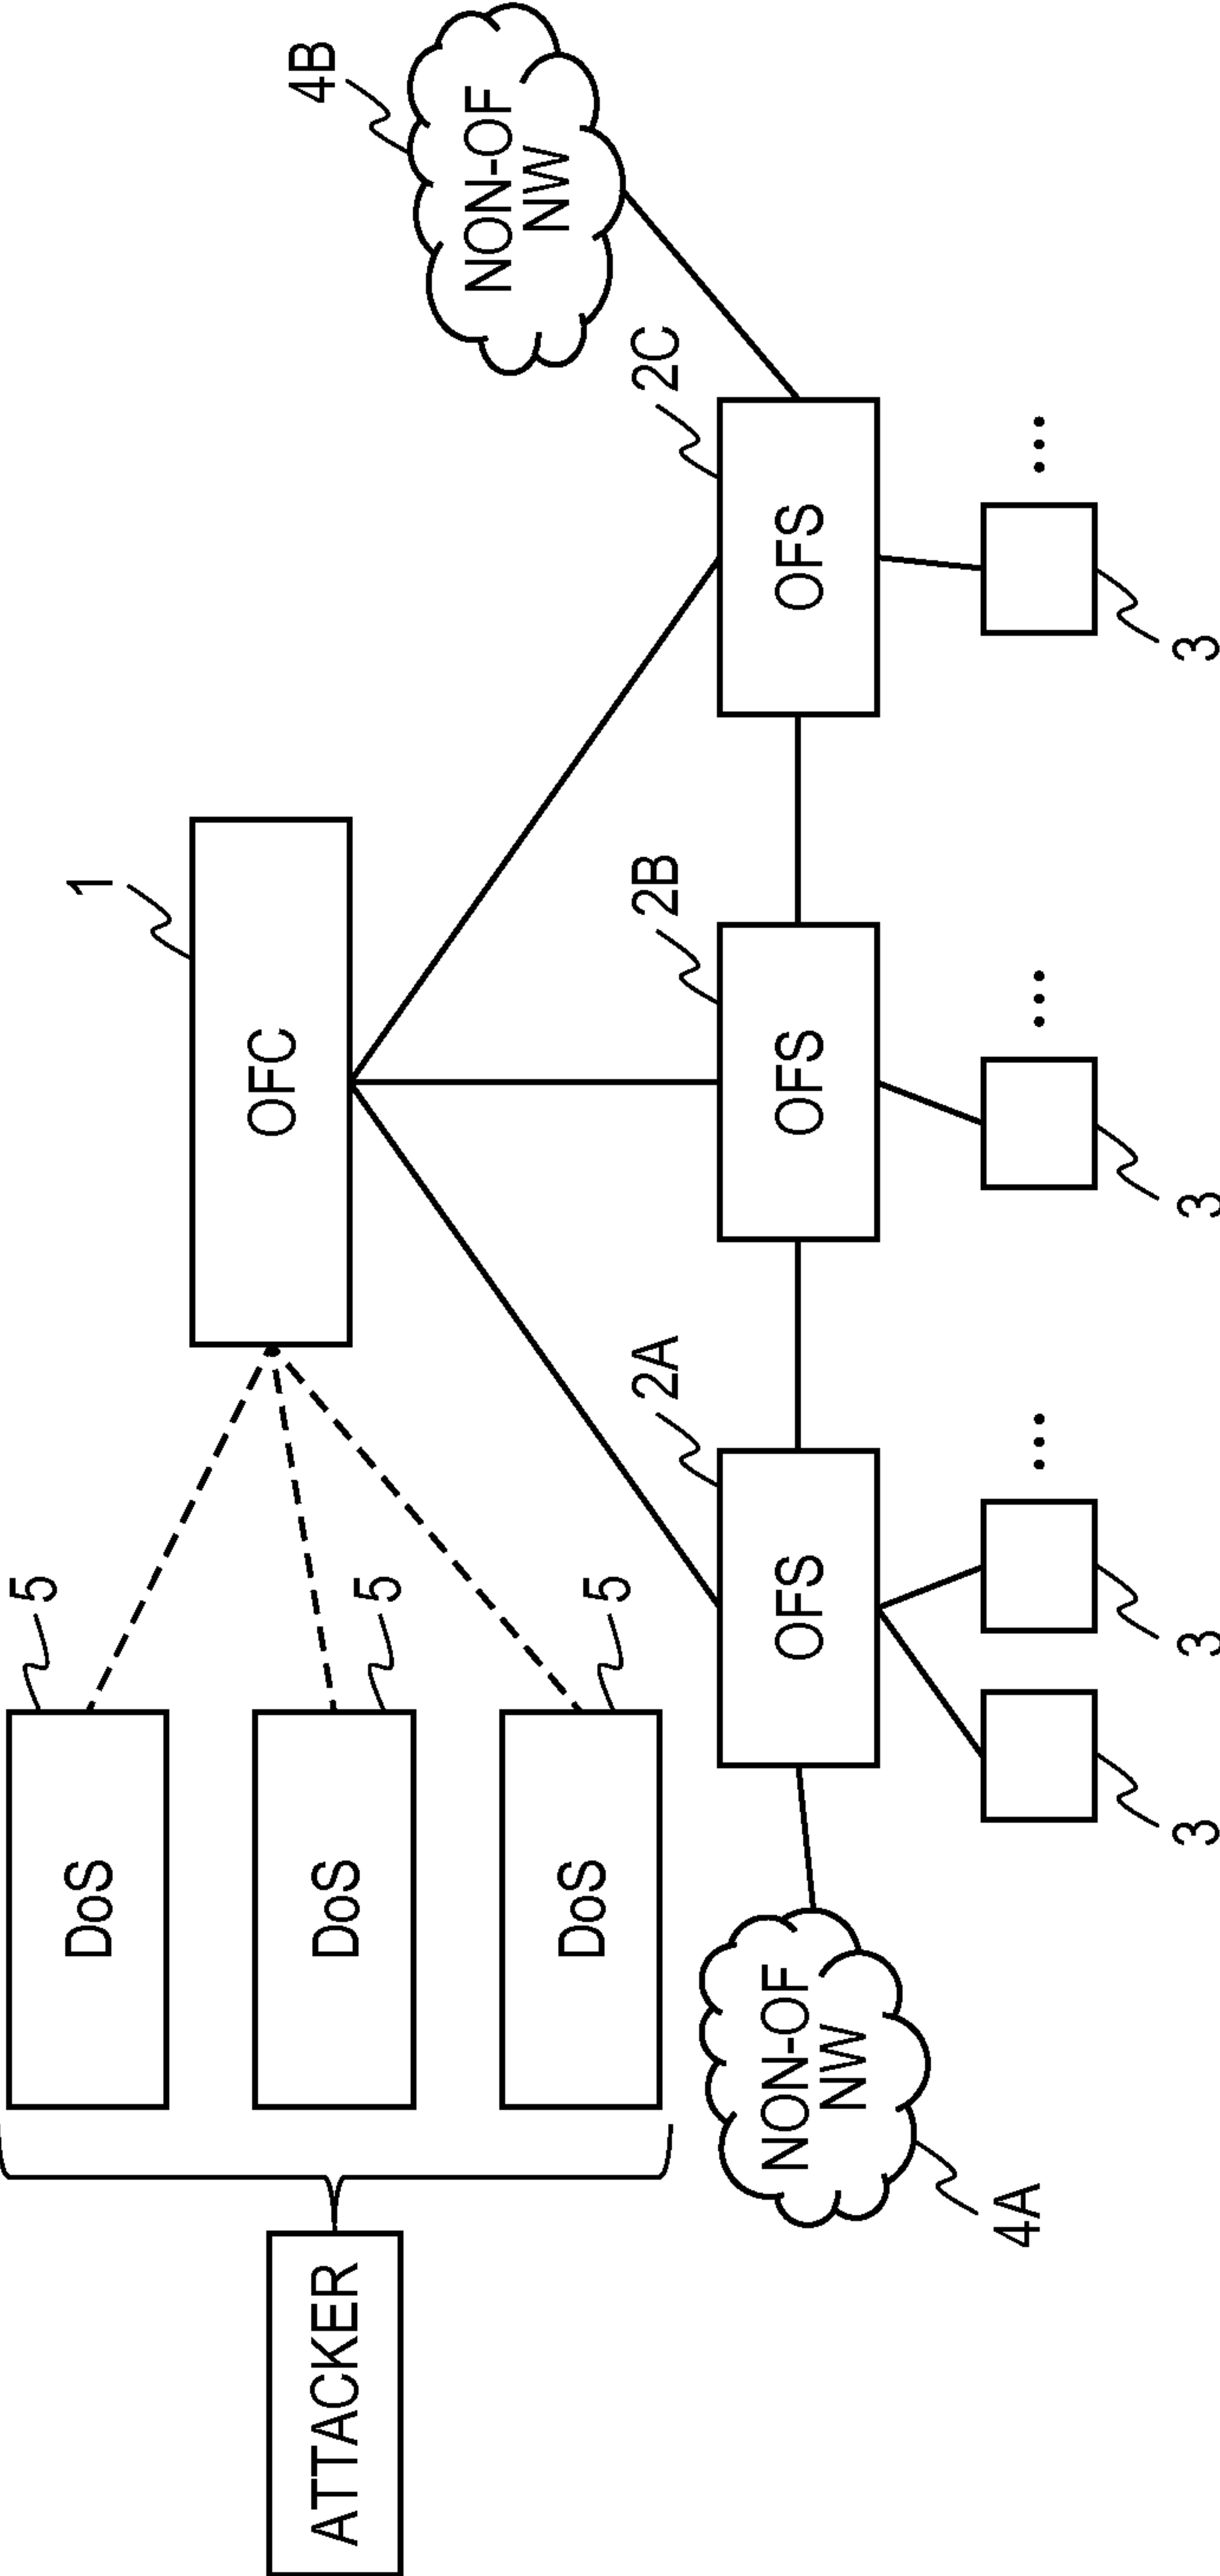 ATTACKER
DoS
5
DoS
5
DoS
5
OFC
1
NON-OF
NW
4A
OFS
2A
OFS
2B
OFS
2C
NON-OF
NW
4B
3
3
...
3
...
3
...